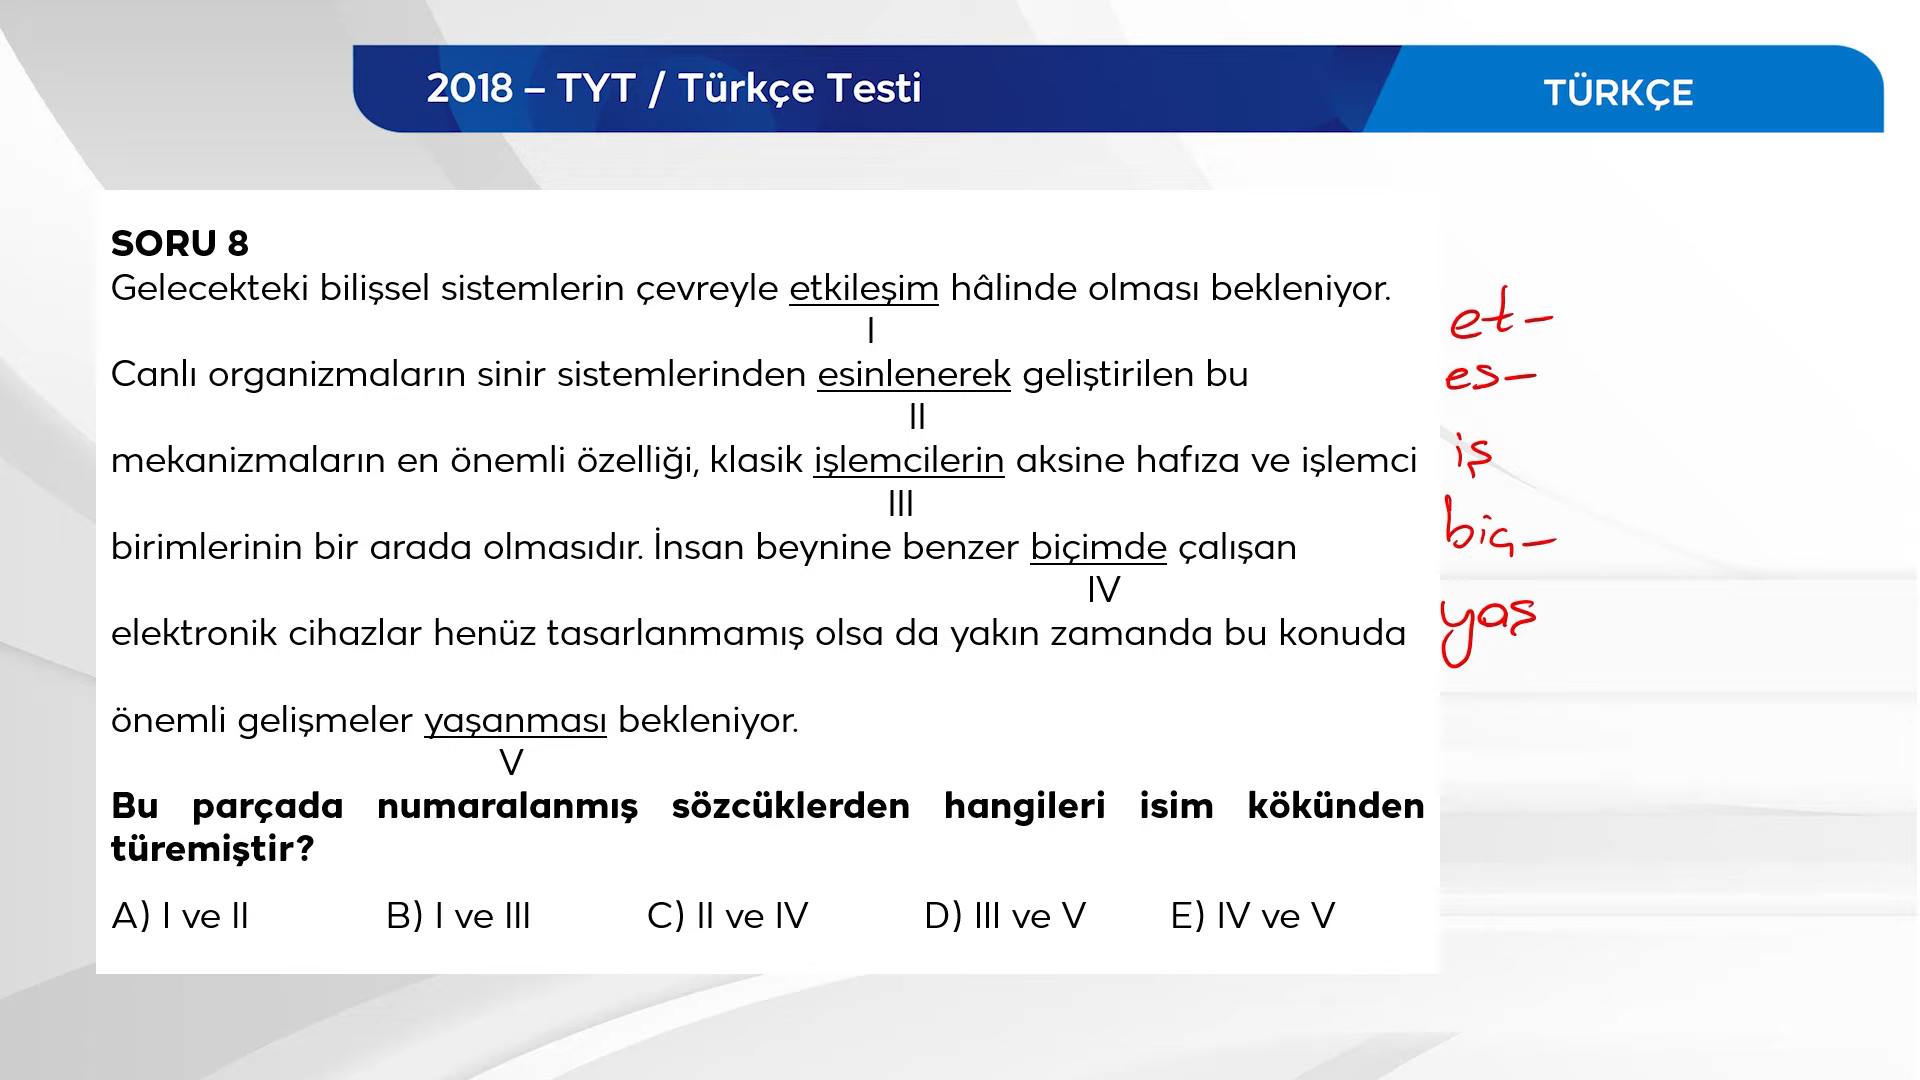 2018 – TYT / Türkçe Testi
TÜRKÇE
SORU 8
Gelecekteki bilişsel sistemlerin çevreyle etkileşim hâlinde olması bekleniyor.
I
et-
Canlı organizmaların sinir sistemlerinden esinlenerek geliştirilen bu
II
es-
mekanizmaların en önemli özelliği, klasik işlemcilerin aksine hafıza ve işlemci
III
iş
birimlerinin bir arada olmasıdır. İnsan beynine benzer biçimde çalışan
IV
biç-
elektronik cihazlar henüz tasarlanmamış olsa da yakın zamanda bu konuda
yaş
önemli gelişmeler yaşanması bekleniyor.
V
Bu parçada numaralanmış sözcüklerden hangileri isim kökünden
türemiştir?
A) I ve II B) I ve III C) II ve IV D) III ve V E) IV ve V